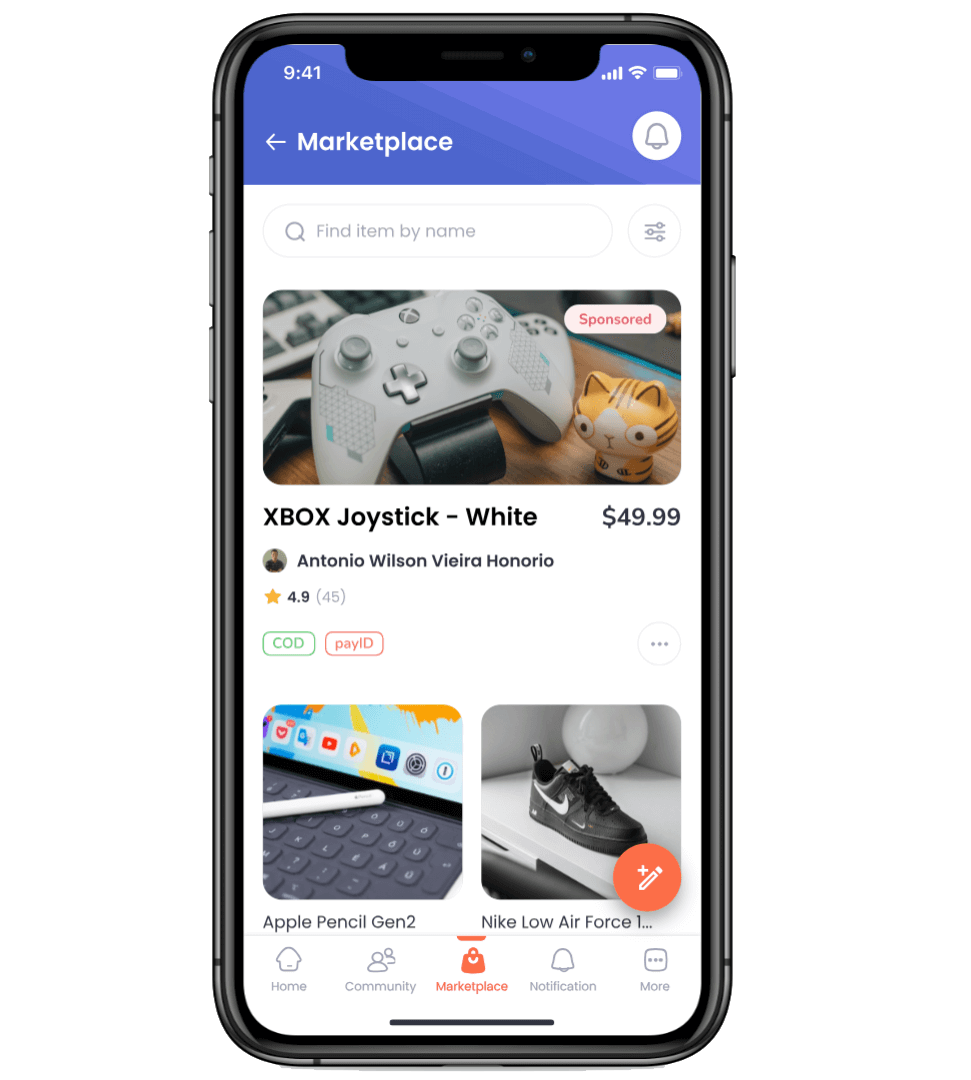 9:41
Marketplace
Find item by name
Sponsored
XBOX Joystick - White $49.99
Antonio Wilson Vieira Honorio
4.9 (45)
COD payID
Apple Pencil Gen2 Nike Low Air Force 1...
Home Community Marketplace Notification More